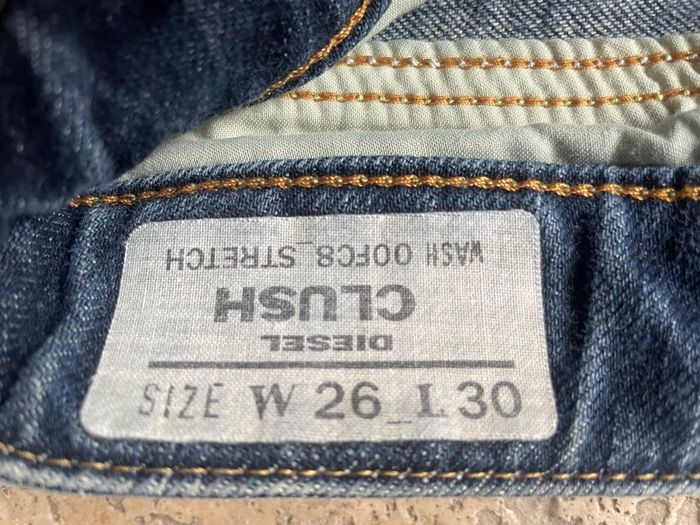 DIESEL
CLUSH
WASH 00FC8_STRETCH
SIZE W 26_L 30